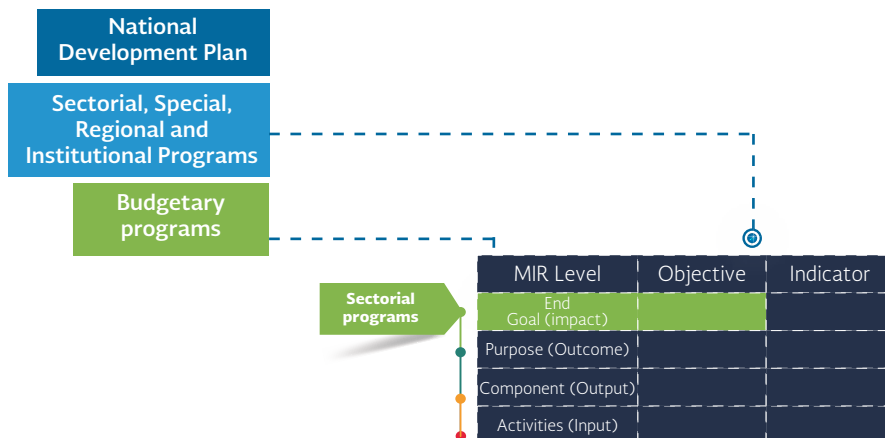 National
Development Plan
Sectorial, Special,
Regional and
Institutional Programs
Budgetary
programs
MIR Level Objective Indicator
Sectorial
programs
End
Goal (impact)
Purpose (Outcome)
Component (Output)
Activities (Input)